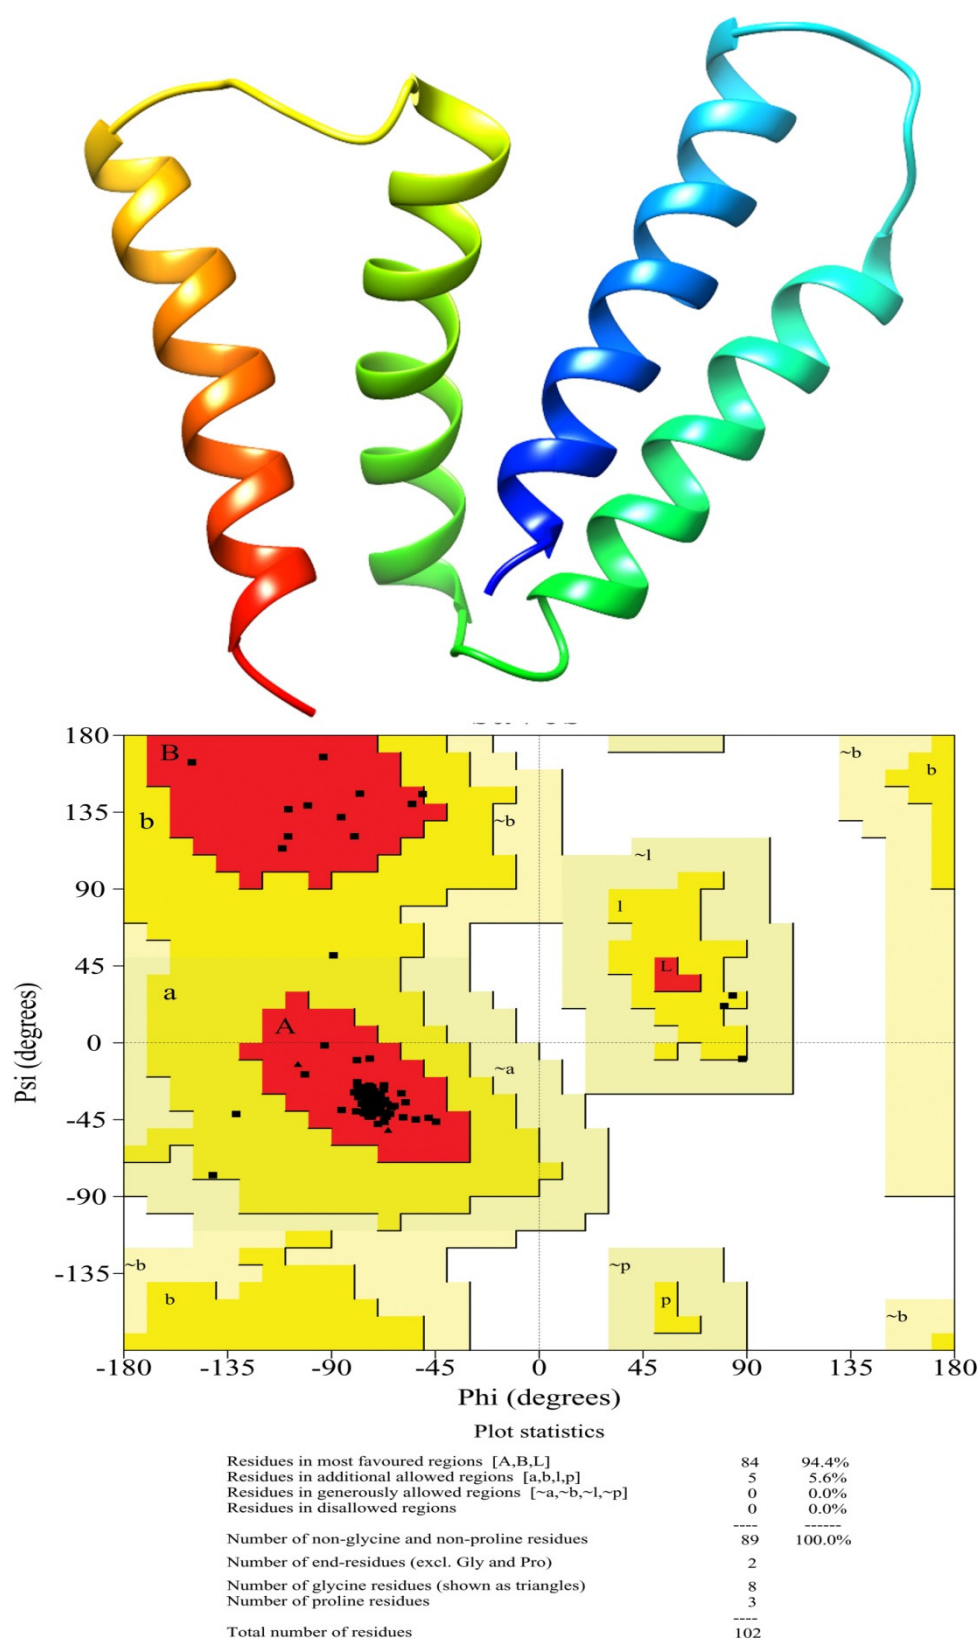 180
B
~b
b
135
b
~b
~l
90
l
45
L
a
A
0
~a
-45
-90
~b
~p
-135
b
p
~b
-180 -135 -90 -45 0 45 90 135 180
Psi (degrees)
Phi (degrees)
Plot statistics
Residues in most favoured regions [A,B,L] 84 94.4%
Residues in additional allowed regions [a,b,l,p] 5 5.6%
Residues in generously allowed regions [~a,~b,~l,~p] 0 0.0%
Residues in disallowed regions 0 0.0%
---- ------
Number of non-glycine and non-proline residues 89 100.0%
Number of end-residues (excl. Gly and Pro) 2
Number of glycine residues (shown as triangles) 8
Number of proline residues 3
----
Total number of residues 102